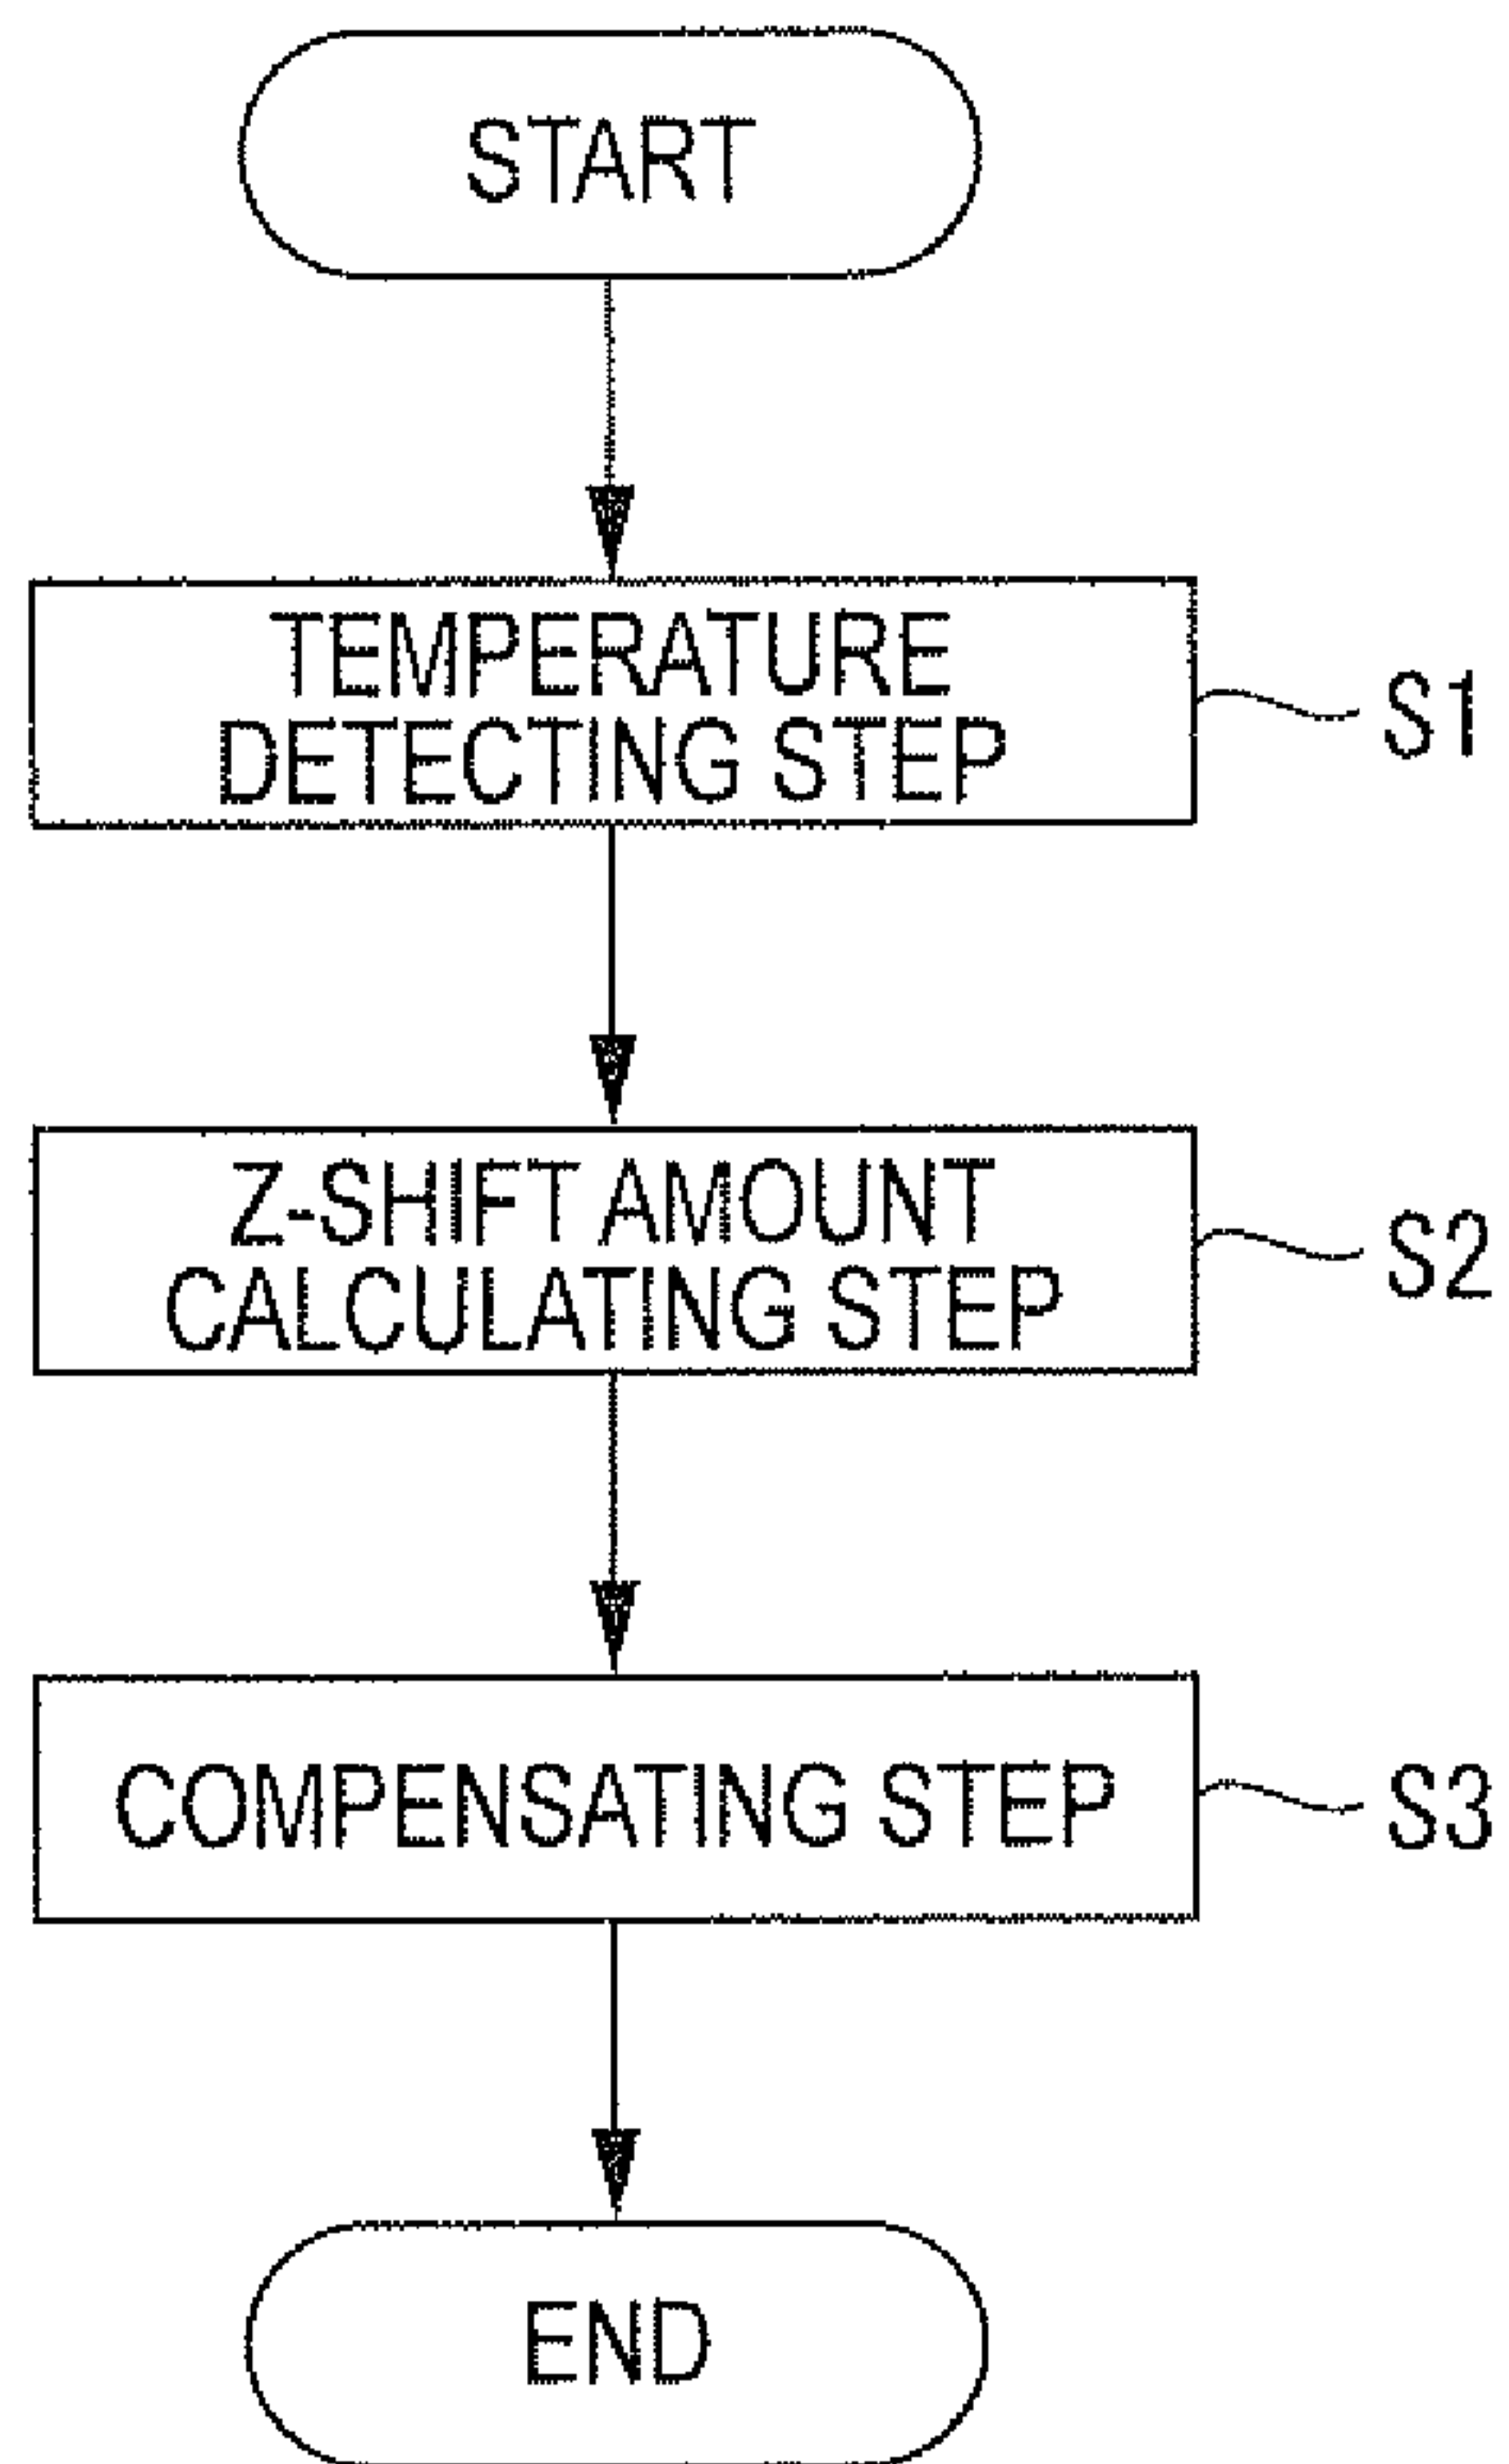 START
TEMPERATURE
DETECTING STEP
S1
Z-SHIFT AMOUNT
CALCULATING STEP
S2
COMPENSATING STEP
S3
END